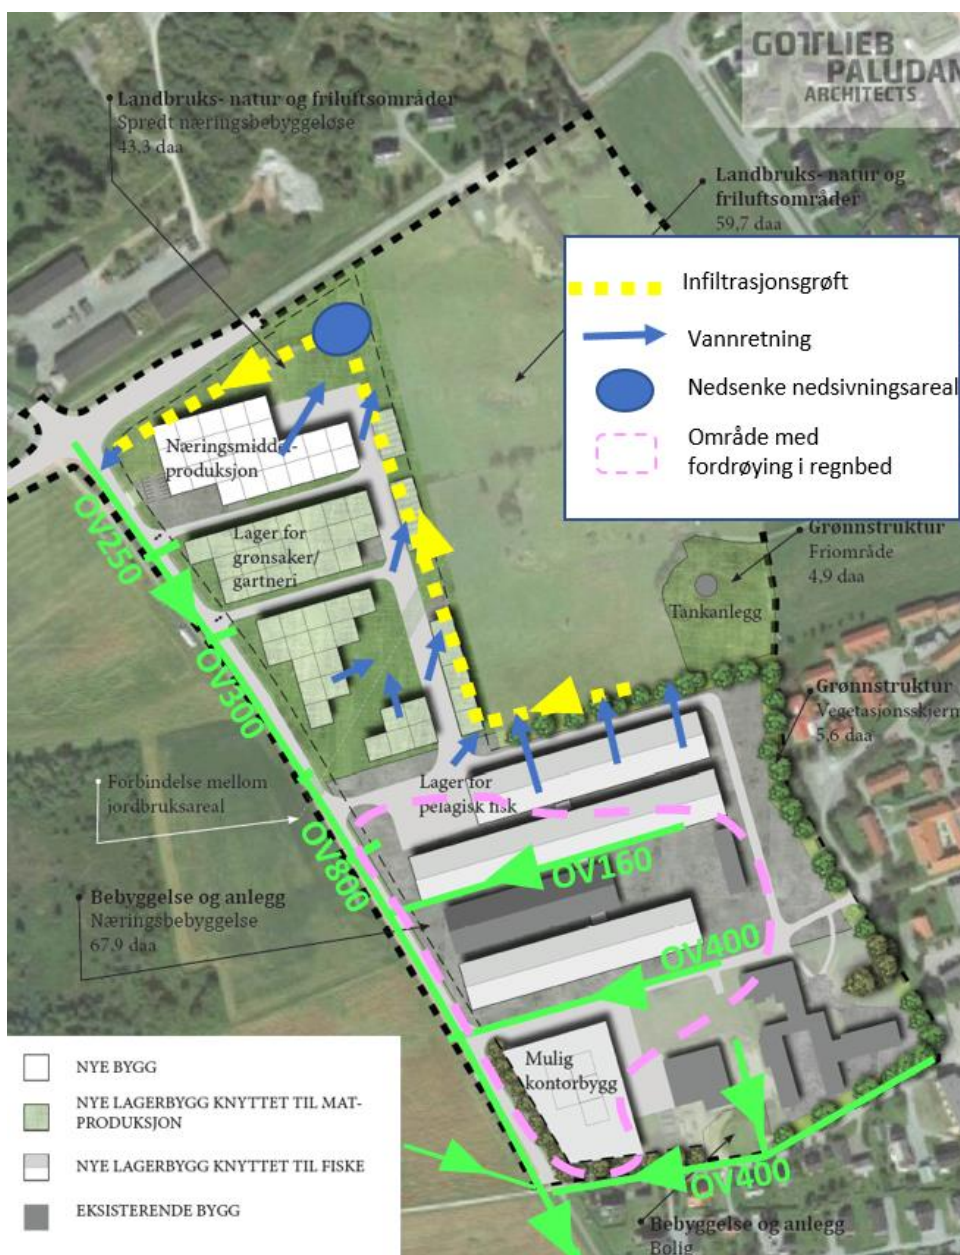 GOTTLIEB
PALUDAN
ARCHITECTS
Landbruks- natur og friluftsområder
Spredt næringsbebyggeløse
43,3 daa
Landbruks- natur og
friluftsområder
59,7 daa
Infiltrasjonsgrøft
Vannretning
Nedsenke nedsivningsareal
Område med
fordrøying i regnbed
Næringsmiddel-
produksjon
OV250
Lager for
grønsaker/
gartneri
Grønnstruktur
Friområde
4,9 daa
Tankanlegg
OV300
Grønnstruktur
Vegetasjonsskjerm
5,6 daa
Forbindelse mellom
jordbruksareal
Lager for
pelagisk fisk
OV800
OV160
Bebyggelse og anlegg
Næringsbebyggelse
67,9 daa
OV400
Mulig
kontorbygg
OV400
Bebyggelse og anlegg
Bolig
NYE BYGG
NYE LAGERBYGG KNYTTET TIL MAT-
PRODUKSJON
NYE LAGERBYGG KNYTTET TIL FISKE
EKSISTERENDE BYGG